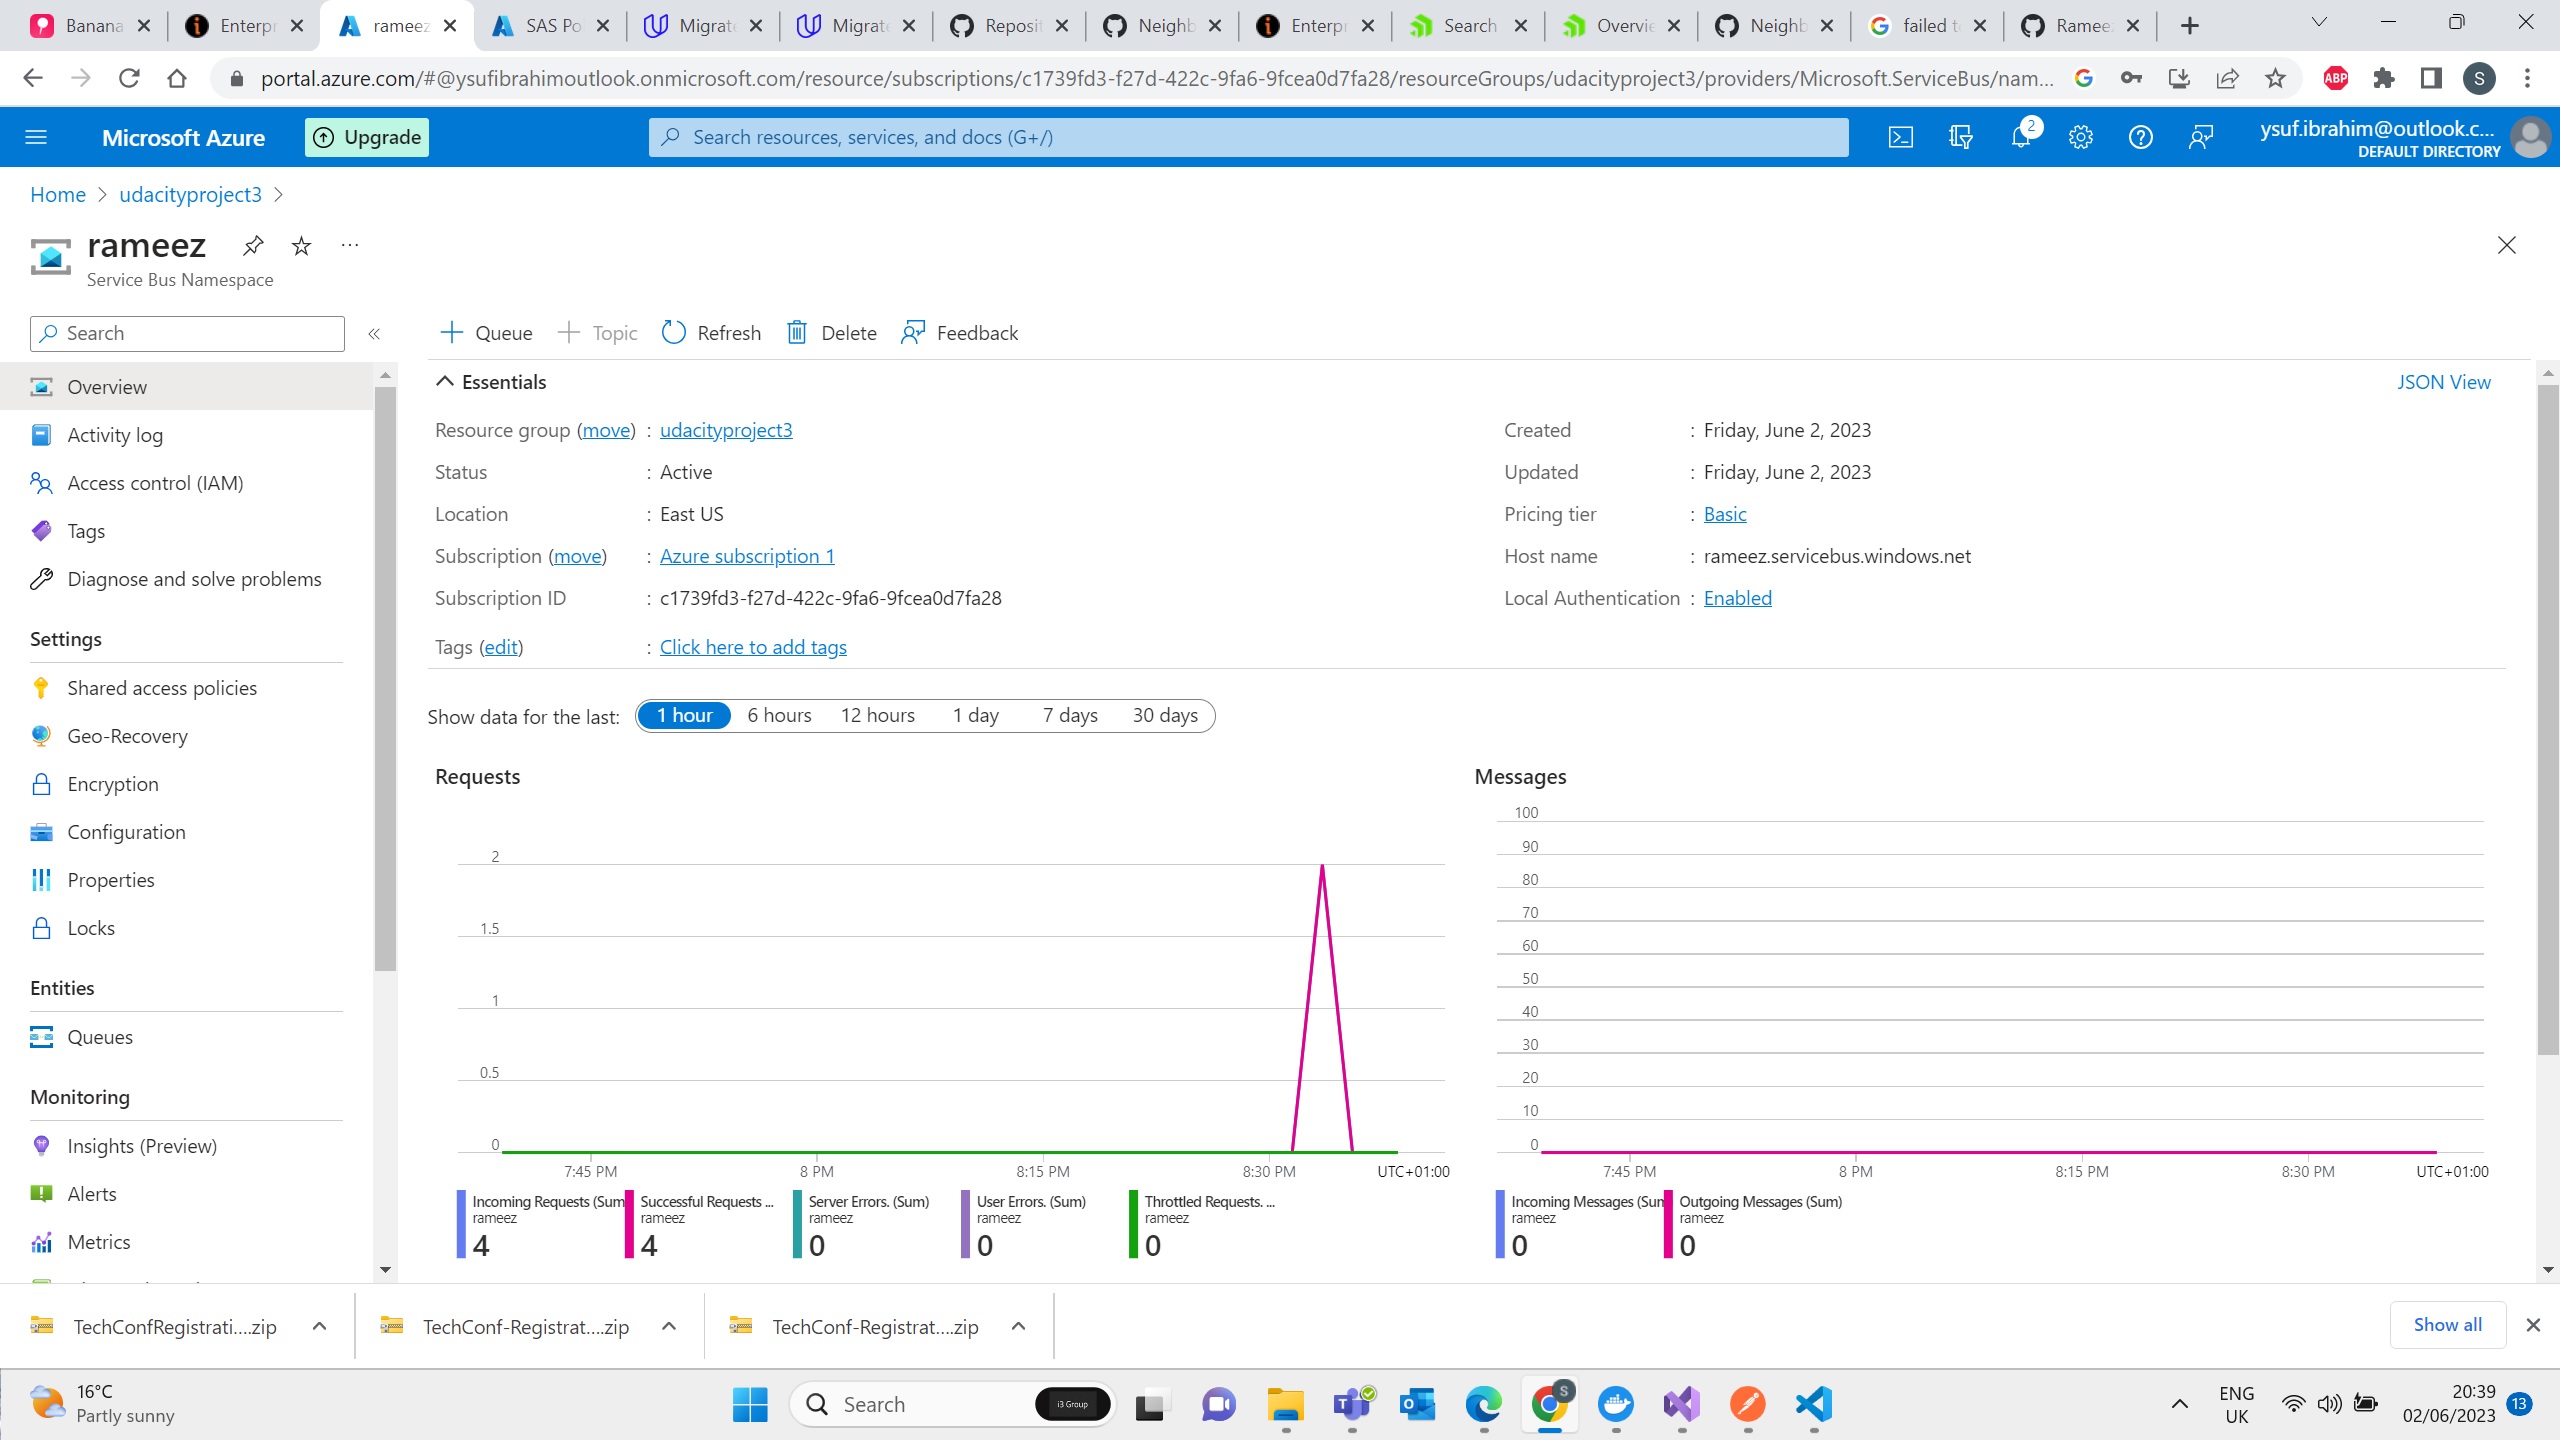 Banana
Enterpr
rameez
SAS Po
Migrate
Migrate
Reposit
Neighb
Enterpr
Search
Overvie
Neighb
failed t
Ramee
portal.azure.com/#@ysufibrahimoutlook.onmicrosoft.com/resource/subscriptions/c1739fd3-f27d-422c-9fa6-9fcea0d7fa28/resourceGroups/udacityproject3/providers/Microsoft.ServiceBus/nam...
ABP
S
Microsoft Azure
Upgrade
Search resources, services, and docs (G+/)
2
ysuf.ibrahim@outlook.c...
DEFAULT DIRECTORY
Home > udacityproject3 >
rameez
Service Bus Namespace
Search
Queue
Topic
Refresh
Delete
Feedback
Overview
Activity log
Access control (IAM)
Tags
Diagnose and solve problems
Settings
Shared access policies
Geo-Recovery
Encryption
Configuration
Properties
Locks
Entities
Queues
Monitoring
Insights (Preview)
Alerts
Metrics
Essentials
JSON View
Resource group (move) : udacityproject3
Status : Active
Location : East US
Subscription (move) : Azure subscription 1
Subscription ID : c1739fd3-f27d-422c-9fa6-9fcea0d7fa28
Tags (edit) : Click here to add tags
Created : Friday, June 2, 2023
Updated : Friday, June 2, 2023
Pricing tier : Basic
Host name : rameez.servicebus.windows.net
Local Authentication : Enabled
Show data for the last: 1 hour 6 hours 12 hours 1 day 7 days 30 days
Requests
2
1.5
1
0.5
0
7:45 PM 8 PM 8:15 PM 8:30 PM UTC+01:00
Incoming Requests (Sum
rameez
4
Successful Requests ...
rameez
4
Server Errors. (Sum)
rameez
0
User Errors. (Sum)
rameez
0
Throttled Requests. ...
rameez
0
Messages
100
90
80
70
60
50
40
30
20
10
0
7:45 PM 8 PM 8:15 PM 8:30 PM UTC+01:00
Incoming Messages (Sum
rameez
0
Outgoing Messages (Sum)
rameez
0
TechConfRegistrati....zip
TechConf-Registrat....zip
TechConf-Registrat....zip
Show all
16°C
Partly sunny
Search
i3 Group
S
ENG
UK
20:39
02/06/2023
13